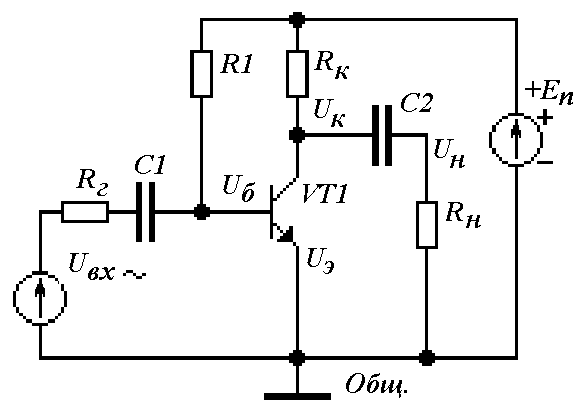 R1
Rк
+Eп
+
Uк
C2
Uн
−
C1
Rг
Uб
VT1
Rн
Uвх ~
Uэ
Общ.